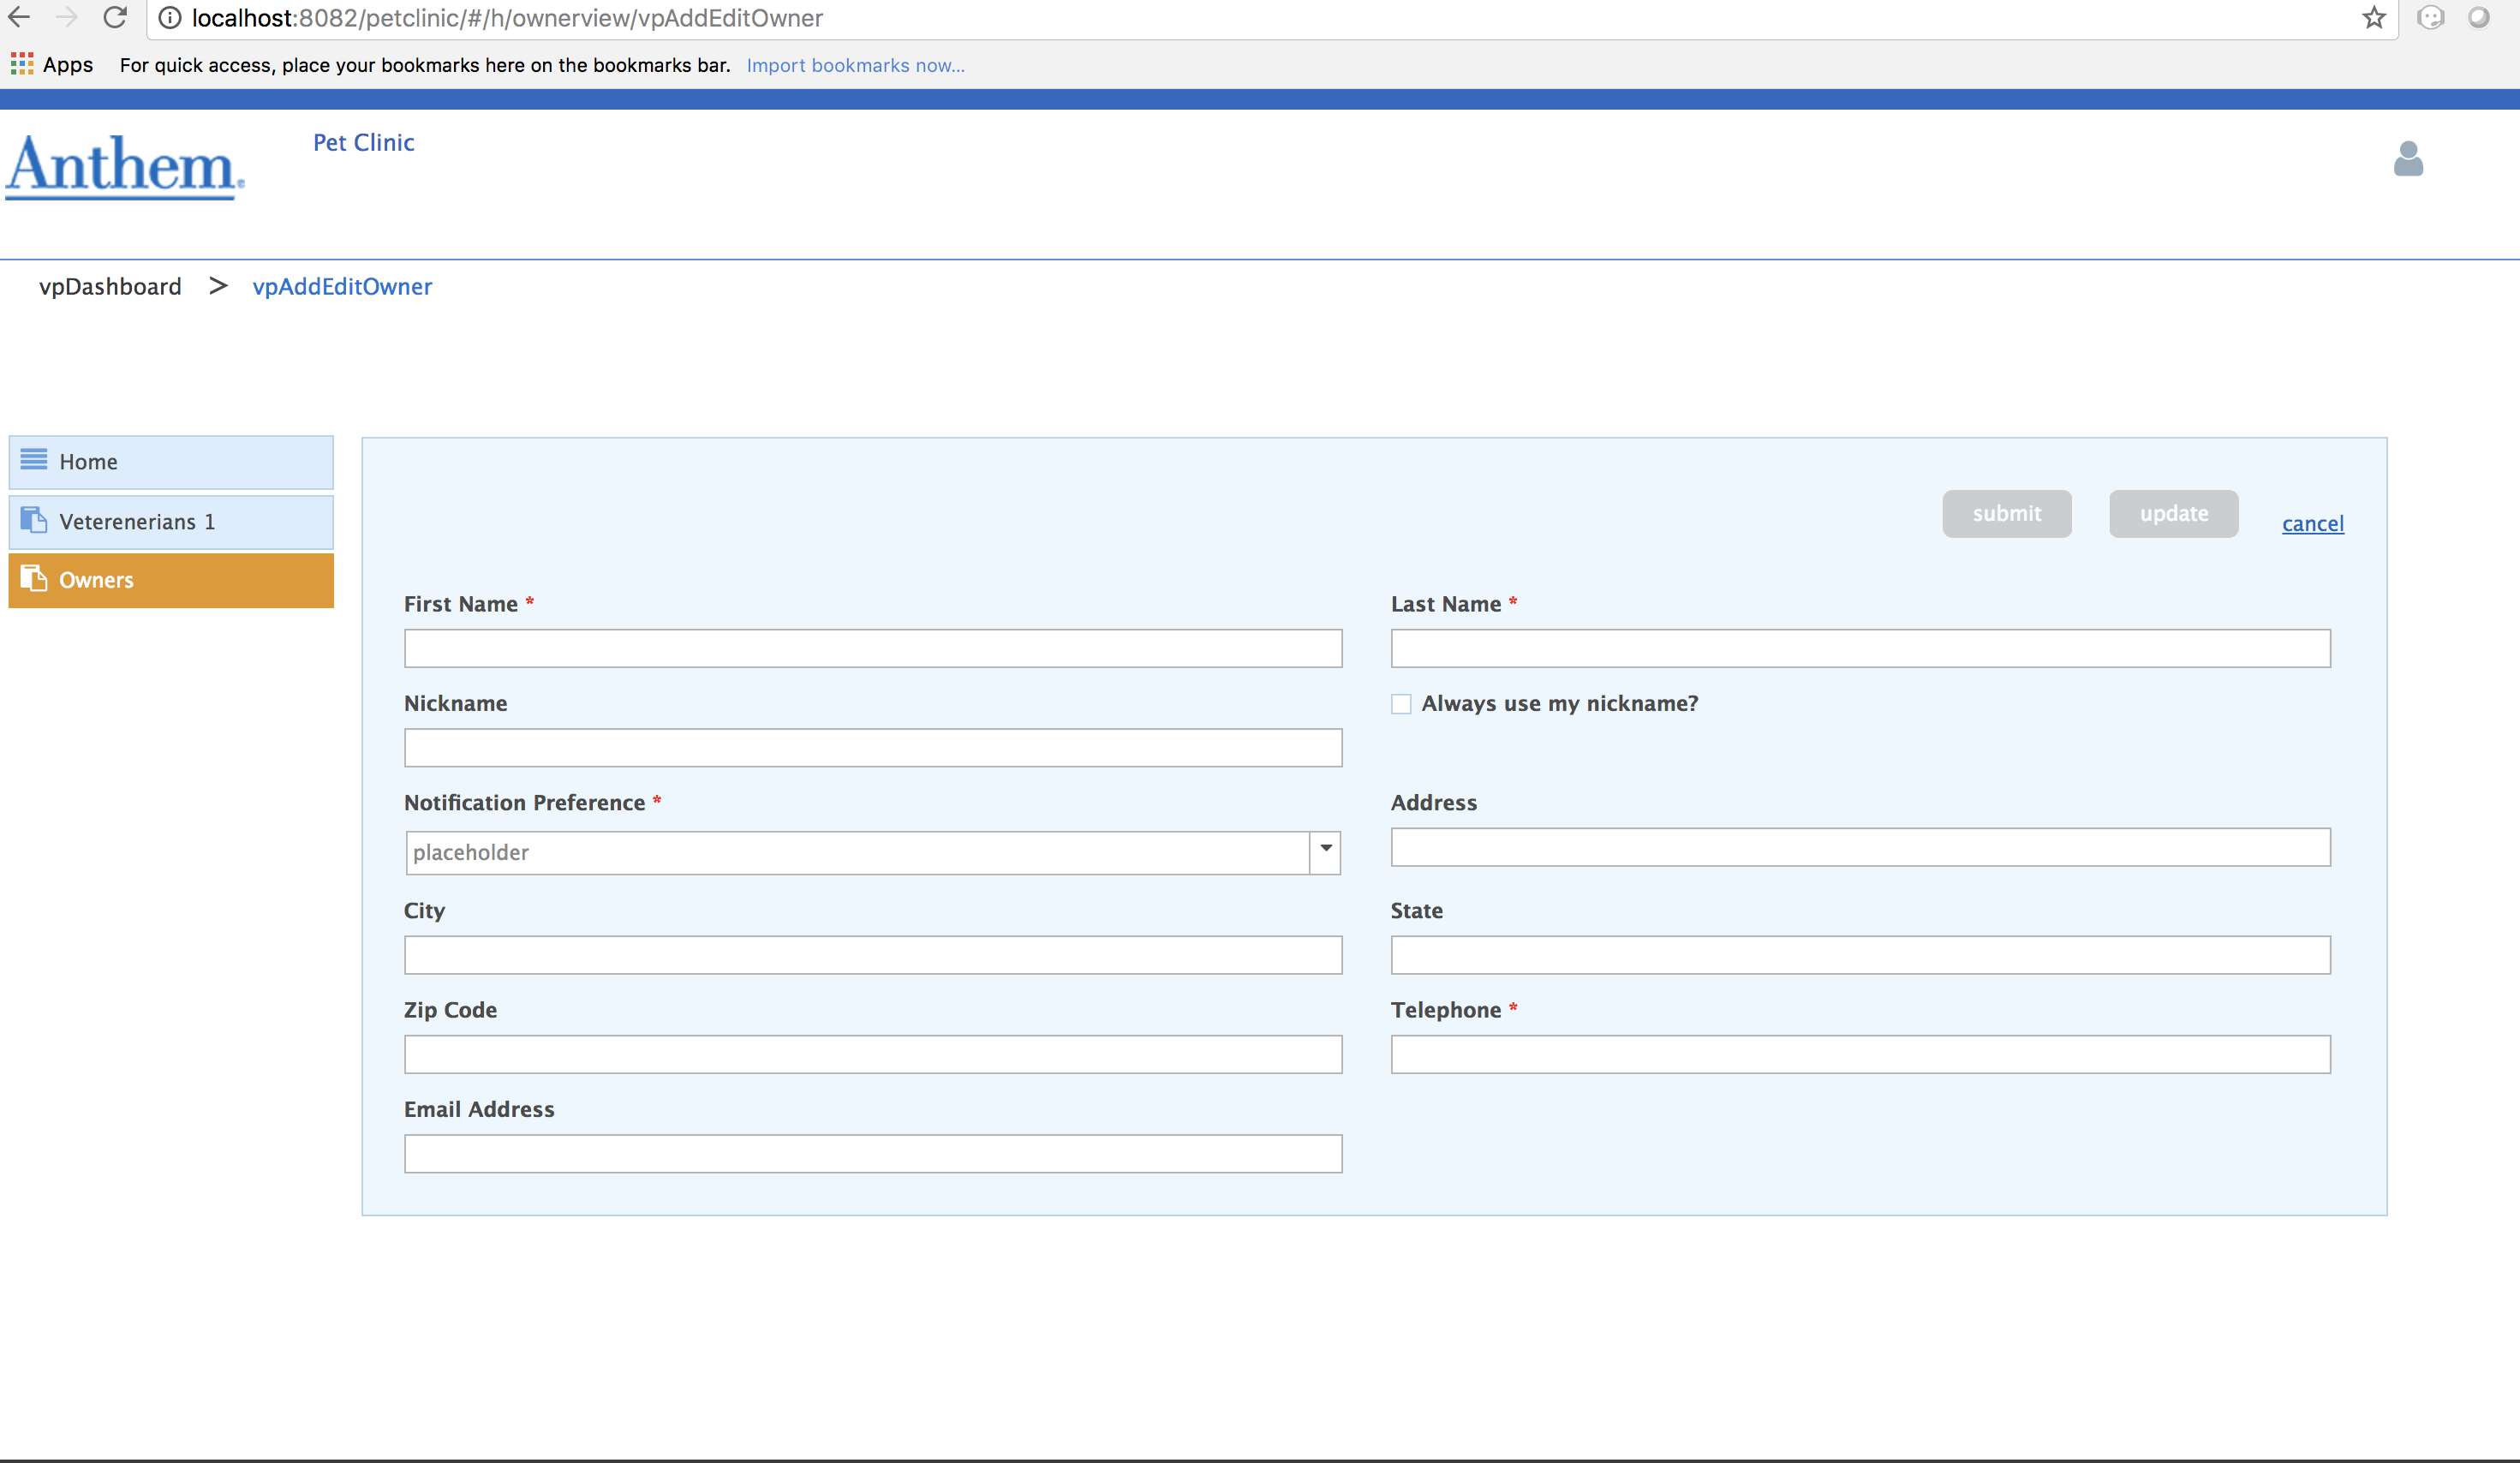 localhost:8082/petclinic/#/h/ownerview/vpAddEditOwner
Apps For quick access, place your bookmarks here on the bookmarks bar. Import bookmarks now...
Anthem.
Pet Clinic
vpDashboard > vpAddEditOwner
Home
Veterenerians 1
Owners
submit update cancel
First Name * Last Name *
Nickname Always use my nickname?
Notification Preference * Address
placeholder
City State
Zip Code Telephone *
Email Address